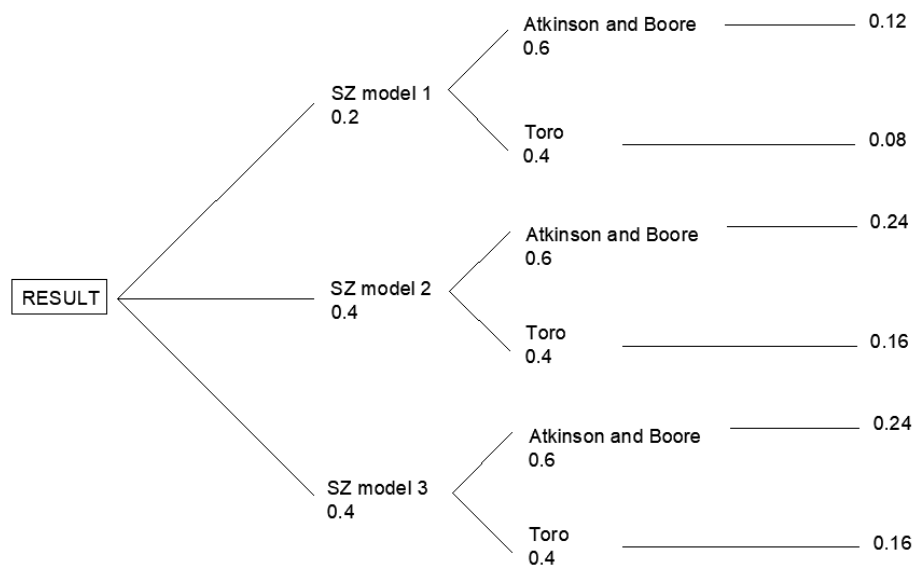 Atkinson and Boore
0.6
0.12
SZ model 1
0.2
Toro
0.4
0.08
Atkinson and Boore
0.6
0.24
RESULT
SZ model 2
0.4
Toro
0.4
0.16
Atkinson and Boore
0.6
0.24
SZ model 3
0.4
Toro
0.4
0.16